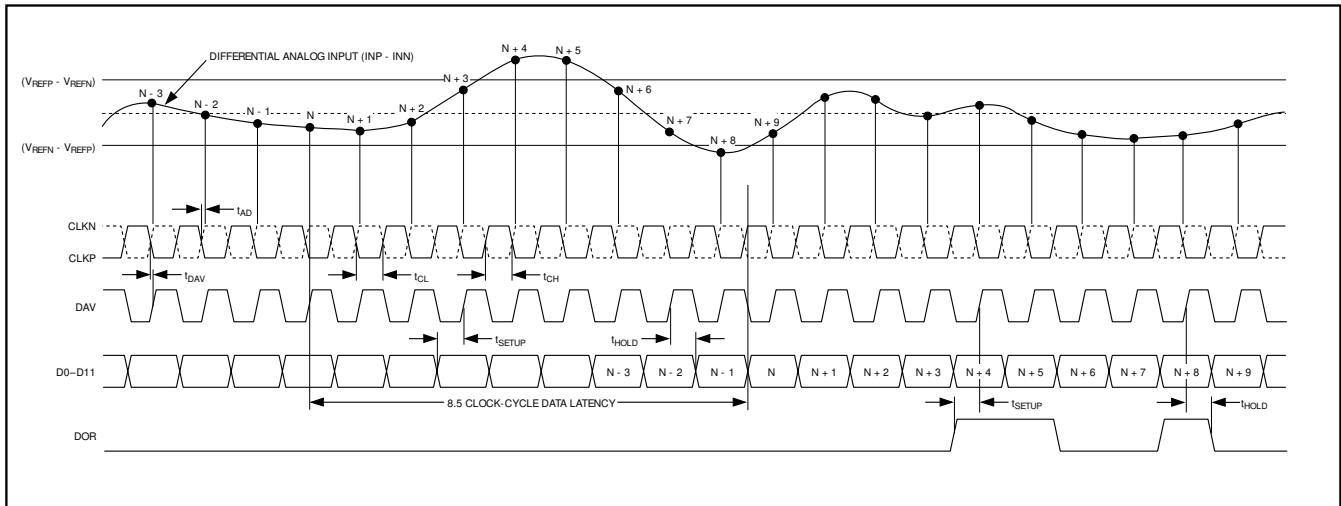 DIFFERENTIAL ANALOG INPUT (INP - INN)
(VREFP - VREFN)
(VREFN - VREFP)
N - 3
N - 2
N - 1
N
N + 1
N + 2
N + 3
N + 4
N + 5
N + 6
N + 7
N + 8
N + 9
tAD
CLKN
CLKP
tDAV
tCL
tCH
DAV
tSETUP
tHOLD
D0–D11
N - 3
N - 2
N - 1
N
N + 1
N + 2
N + 3
N + 4
N + 5
N + 6
N + 7
N + 8
N + 9
8.5 CLOCK-CYCLE DATA LATENCY
tSETUP
tHOLD
DOR